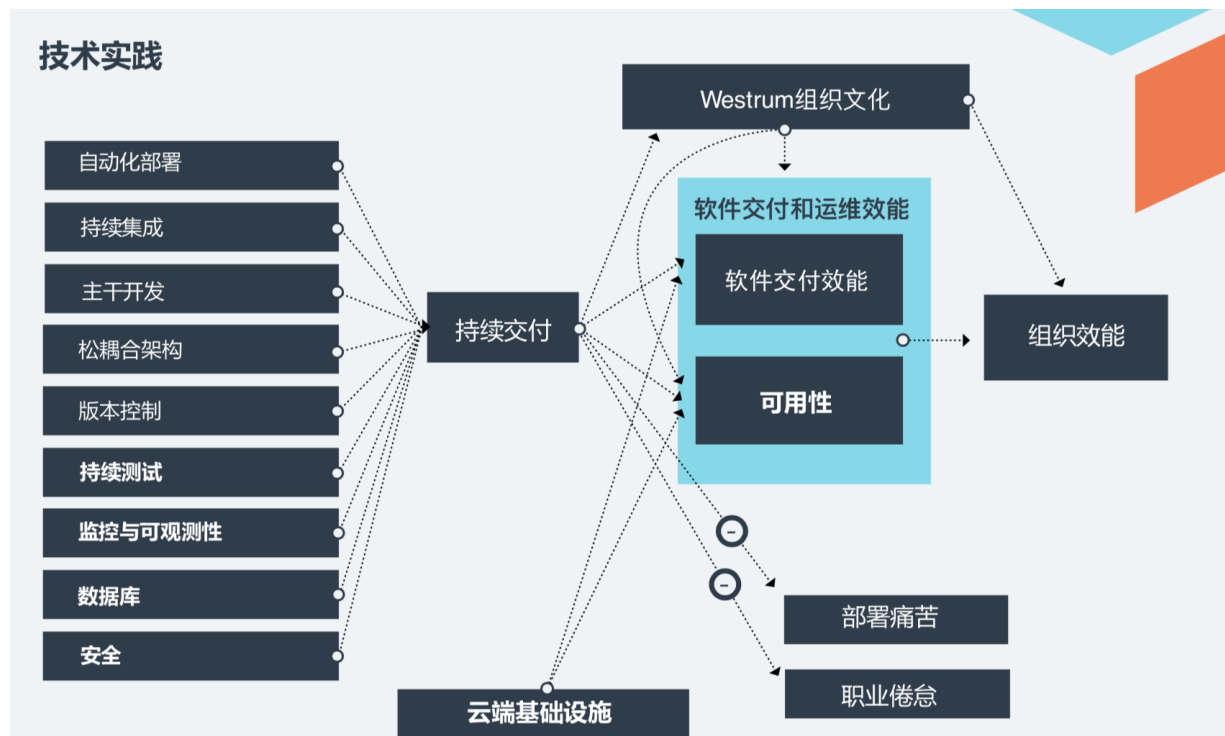 技术实践
Westrum组织文化
自动化部署
持续集成
主干开发
松耦合架构
版本控制
持续测试
监控与可观测性
数据库
安全
持续交付
软件交付和运维效能
软件交付效能
可用性
组织效能
–
–
部署痛苦
职业倦怠
云端基础设施